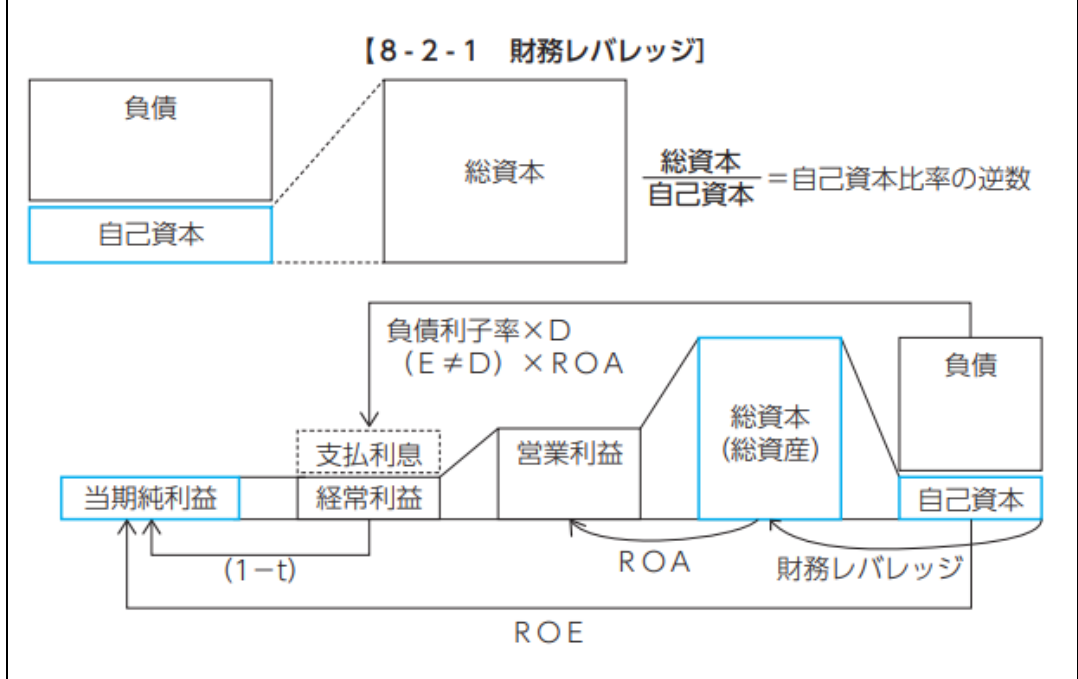 【8-2-1 財務レバレッジ］
負債
自己資本
総資本
総資本
自己資本
＝自己資本比率の逆数
負債利子率×D
（E≠D）×ROA
負債
総資本
(総資産)
営業利益
支払利息
当期純利益
経常利益
自己資本
(1−t)
ROA
財務レバレッジ
ROE